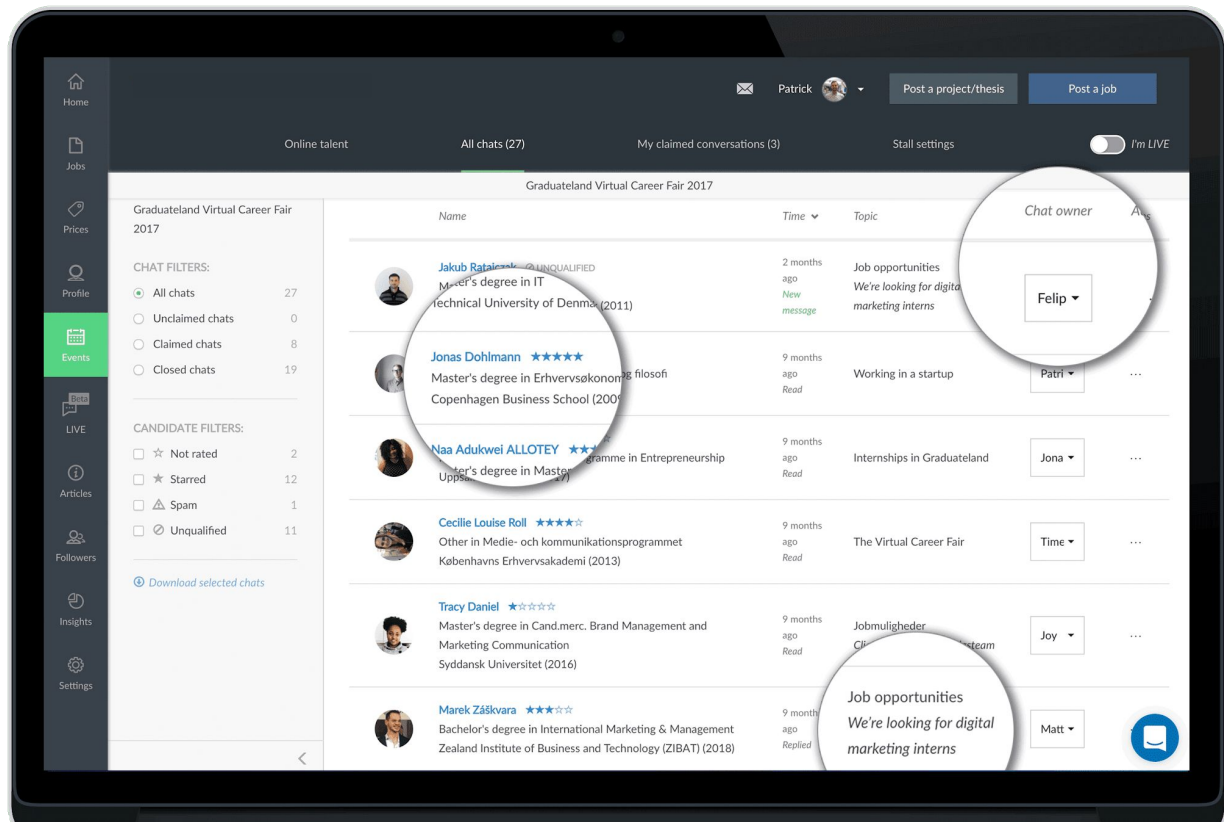 Home
Jobs
Prices
Profile
Events
Beta
LIVE
Articles
Followers
Insights
Settings
Patrick
Post a project/thesis
Post a job
Online talent
All chats (27)
My claimed conversations (3)
Stall settings
I'm LIVE
Graduateland Virtual Career Fair 2017
Graduateland Virtual Career Fair
2017
CHAT FILTERS:
All chats 27
Unclaimed chats 0
Claimed chats 8
Closed chats 19
CANDIDATE FILTERS:
Not rated 2
Starred 12
Spam 1
Unqualified 11
Download selected chats
Name
Time
Topic
Chat owner
Jakub Ratajczak UNQUALIFIED
degree in IT
Technical University of (2011)
2 months
ago
New
message
Job opportunities
We're looking for
marketing interns
Felip
Jonas Dohlmann ★★★★★
Master's degree in og filosofi
Copenhagen Business School
9 months
ago
Read
Working in a startup
Patri
...
Naa Adukwei ALLOTEY
degree in in Entrepreneurship
9 months
ago
Read
Internships in Graduateland
Jona
...
Cecilie Louise Roll ★★★★☆
Other in Medie- och kommunikationsprogrammet
Københavns Erhvervsakademi (2013)
9 months
ago
Read
The Virtual Career Fair
Time
...
Tracy Daniel ★☆☆☆☆
Master's degree in Cand.merc. Brand Management and
Marketing Communication
Syddansk Universitet (2016)
9 months
ago
Read
Jobmuligheder
Joy
...
Marek Záškvara ★★★☆☆
Bachelor's degree in International Marketing & Management
Zealand Institute of Business and Technology (ZIBAT) (2018)
9
ago
Replied
Job opportunities
We're looking for digital
marketing interns
Matt